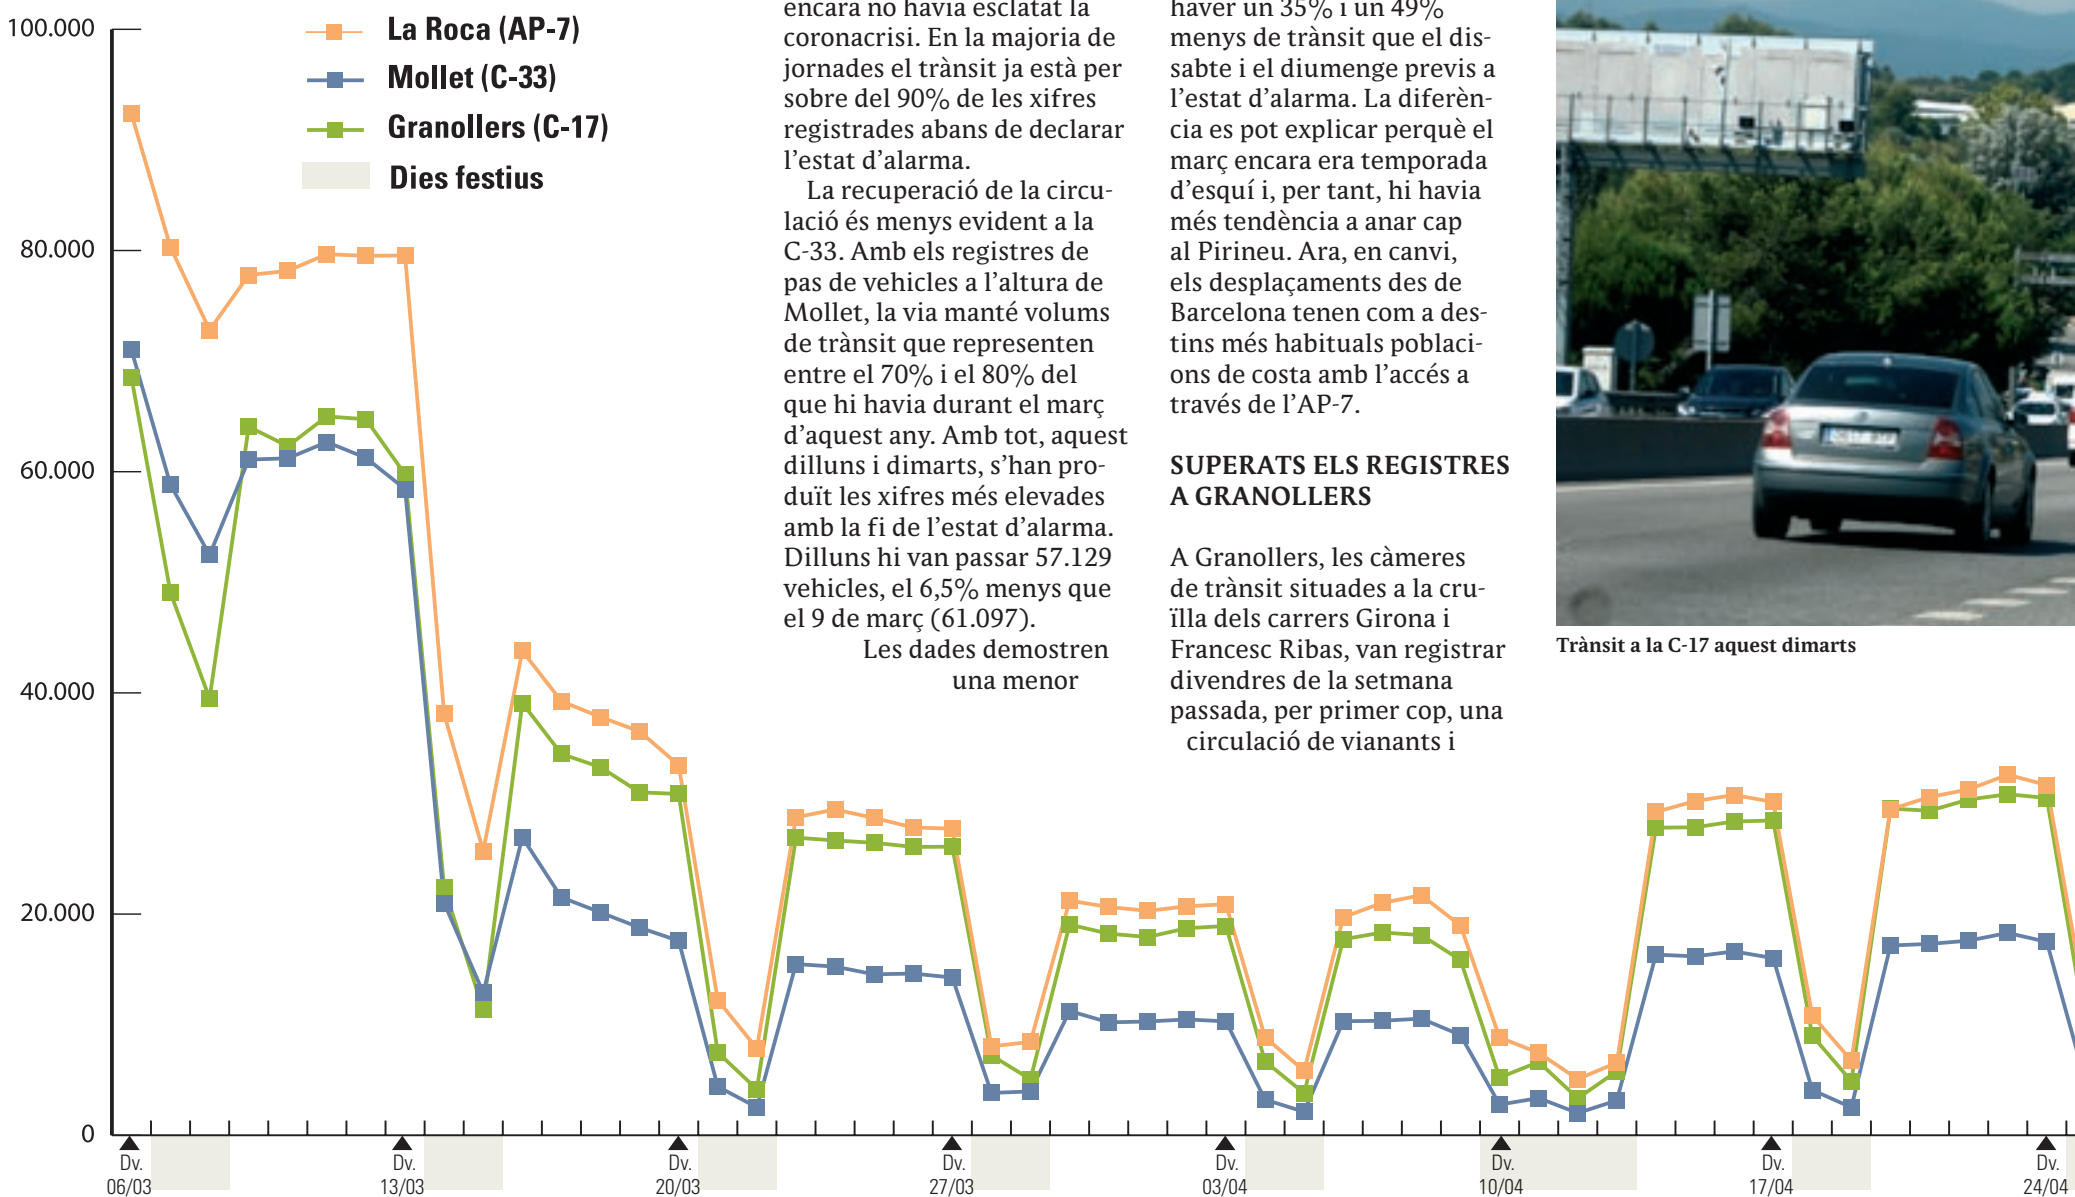 100.000
80.000
60.000
40.000
20.000
0
La Roca (AP-7)
Mollet (C-33)
Granollers (C-17)
Dies festius
encara no havia esclatat la
coronacrisi. En la majoria de
jornades el trànsit ja està per
sobre del 90% de les xifres
registrades abans de declarar
l'estat d'alarma.
La recuperació de la circu-
lació és menys evident a la
C-33. Amb els registres de
pas de vehicles a l'altura de
Mollet, la via manté volums
de trànsit que representen
entre el 70% i el 80% del
que hi havia durant el març
d'aquest any. Amb tot, aquest
dilluns i dimarts, s'han pro-
duït les xifres més elevades
amb la fi de l'estat d'alarma.
Dilluns hi van passar 57.129
vehicles, el 6,5% menys que
el 9 de març (61.097).
Les dades demostren
una menor
haver un 35% i un 49%
menys de trànsit que el dis-
sabte i el diumenge previs a
l'estat d'alarma. La diferèn-
cia es pot explicar perquè el
març encara era temporada
d'esquí i, per tant, hi havia
més tendència a anar cap
al Pirineu. Ara, en canvi,
els desplaçaments des de
Barcelona tenen com a des-
tins més habituals poblaci-
ons de costa amb l'accés a
través de l'AP-7.
SUPERATS ELS REGISTRES
A GRANOLLERS
A Granollers, les càmeres
de trànsit situades a la cru-
ïlla dels carrers Girona i
Francesc Ribas, van registrar
divendres de la setmana
passada, per primer cop, una
circulació de vianants i
Trànsit a la C-17 aquest dimarts
Dv.
06/03
Dv.
13/03
Dv.
20/03
Dv.
27/03
Dv.
03/04
Dv.
10/04
Dv.
17/04
Dv.
24/04